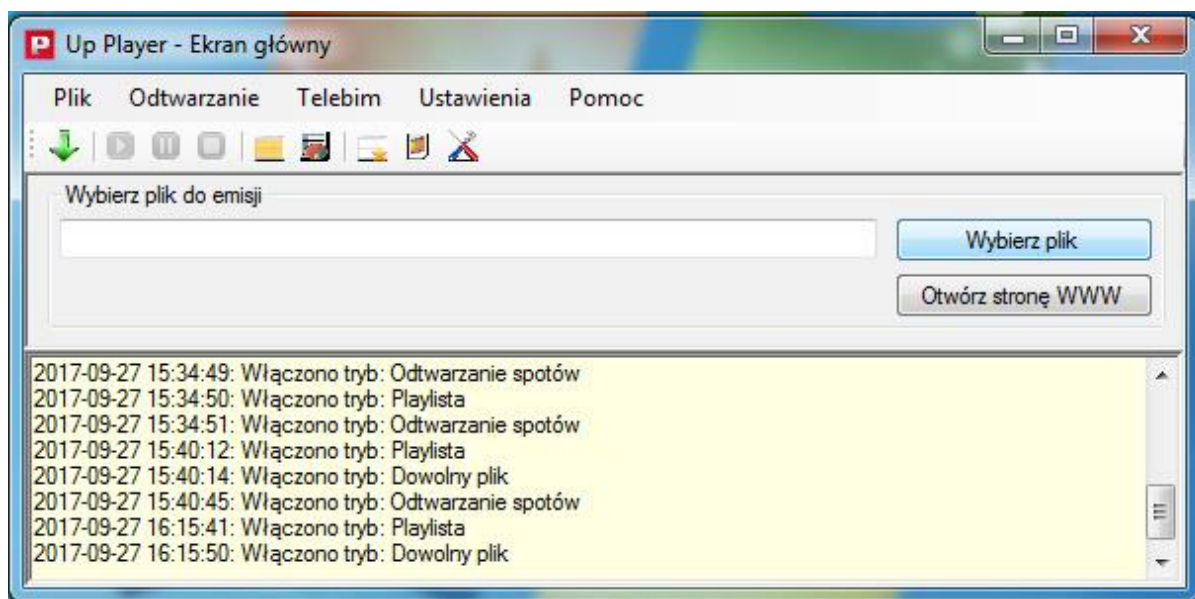 Up Player - Ekran główny
Plik Odtwarzanie Telebim Ustawienia Pomoc
Wybierz plik do emisji
Wybierz plik
Otwórz stronę WWW
2017-09-27 15:34:49: Włączono tryb: Odtwarzanie spotów
2017-09-27 15:34:50: Włączono tryb: Playlista
2017-09-27 15:34:51: Włączono tryb: Odtwarzanie spotów
2017-09-27 15:40:12: Włączono tryb: Playlista
2017-09-27 15:40:14: Włączono tryb: Dowolny plik
2017-09-27 15:40:45: Włączono tryb: Odtwarzanie spotów
2017-09-27 16:15:41: Włączono tryb: Playlista
2017-09-27 16:15:50: Włączono tryb: Dowolny plik